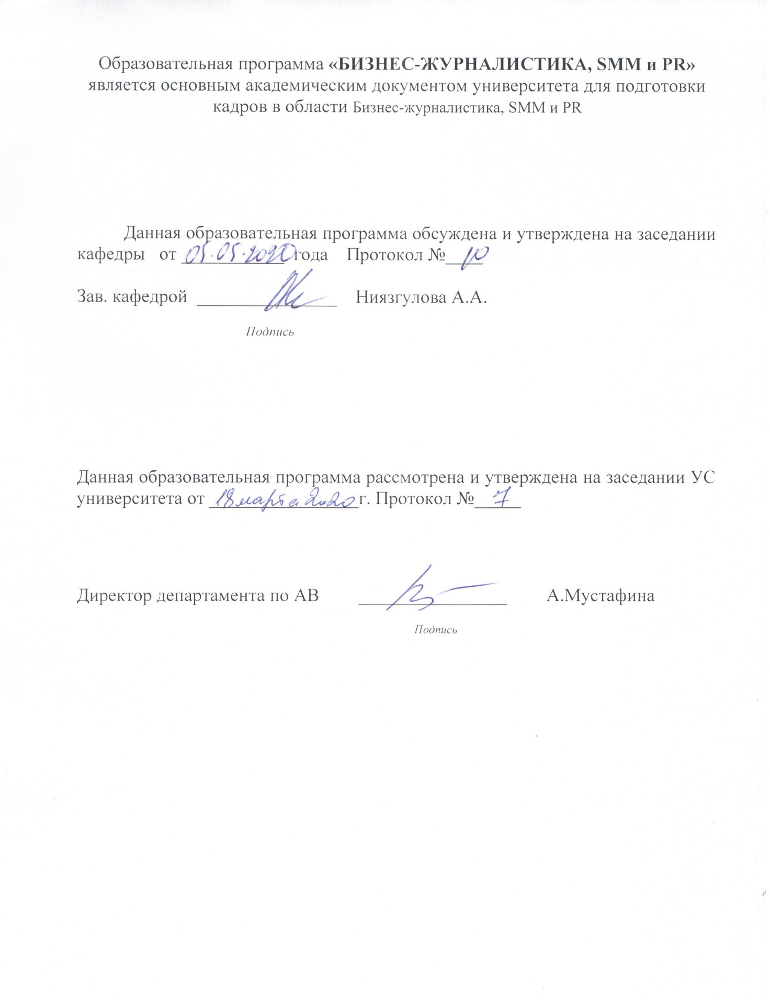 Образовательная программа «БИЗНЕС-ЖУРНАЛИСТИКА, SMM и PR»
является основным академическим документом университета для подготовки
кадров в области Бизнес-журналистика, SMM и PR
Данная образовательная программа обсуждена и утверждена на заседании
кафедры от 05.05.2020 года Протокол № 10
Зав. кафедрой Ниязгулова А.А.
Подпись
Данная образовательная программа рассмотрена и утверждена на заседании УС
университета от 18 марта 2020 г. Протокол № 7
Директор департамента по АВ А.Мустафина
Подпись